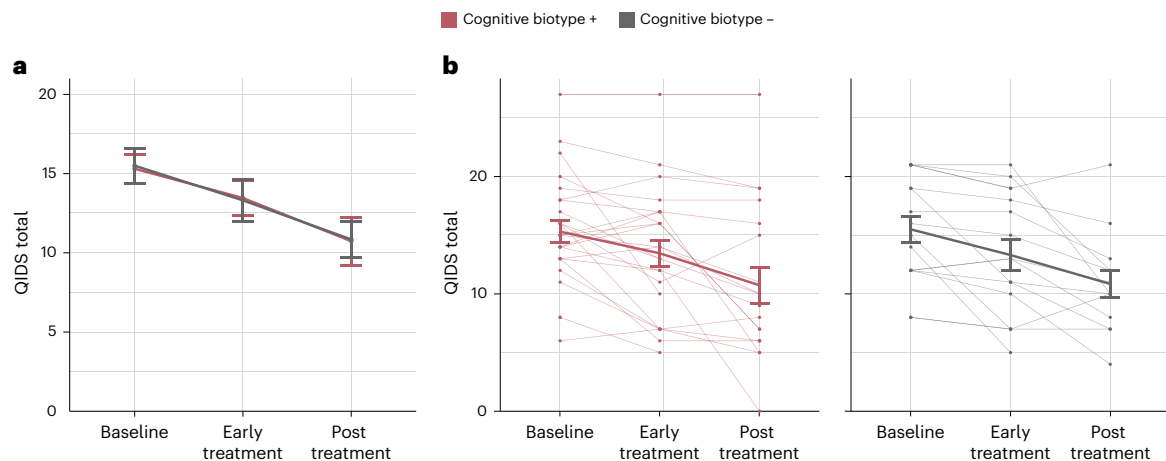 Cognitive biotype + Cognitive biotype –
a
QIDS total
20
15
10
5
0
Baseline
Early
treatment
Post
treatment
b
QIDS total
20
10
0
Baseline
Early
treatment
Post
treatment
Baseline
Early
treatment
Post
treatment